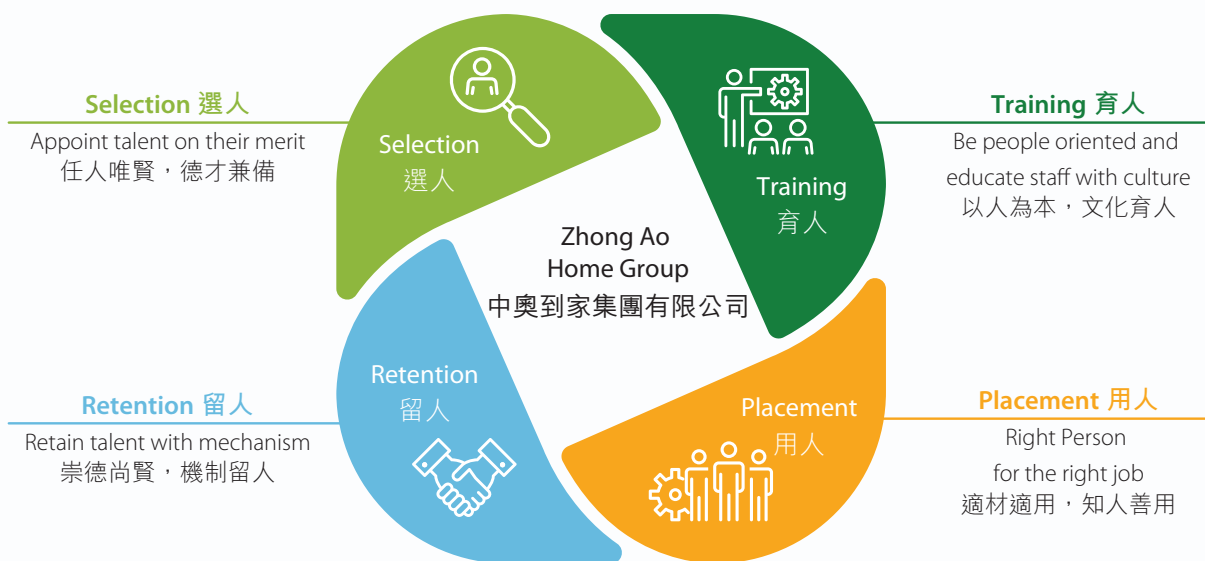 Selection 選人
Appoint talent on their merit
任人唯賢，德才兼備
Selection
選人
Training
育人
Training 育人
Be people oriented and
educate staff with culture
以人為本，文化育人
Zhong Ao
Home Group
中奧到家集團有限公司
Retention 留人
Retain talent with mechanism
崇德尚賢，機制留人
Retention
留人
Placement
用人
Placement 用人
Right Person
for the right job
適材適用，知人善用